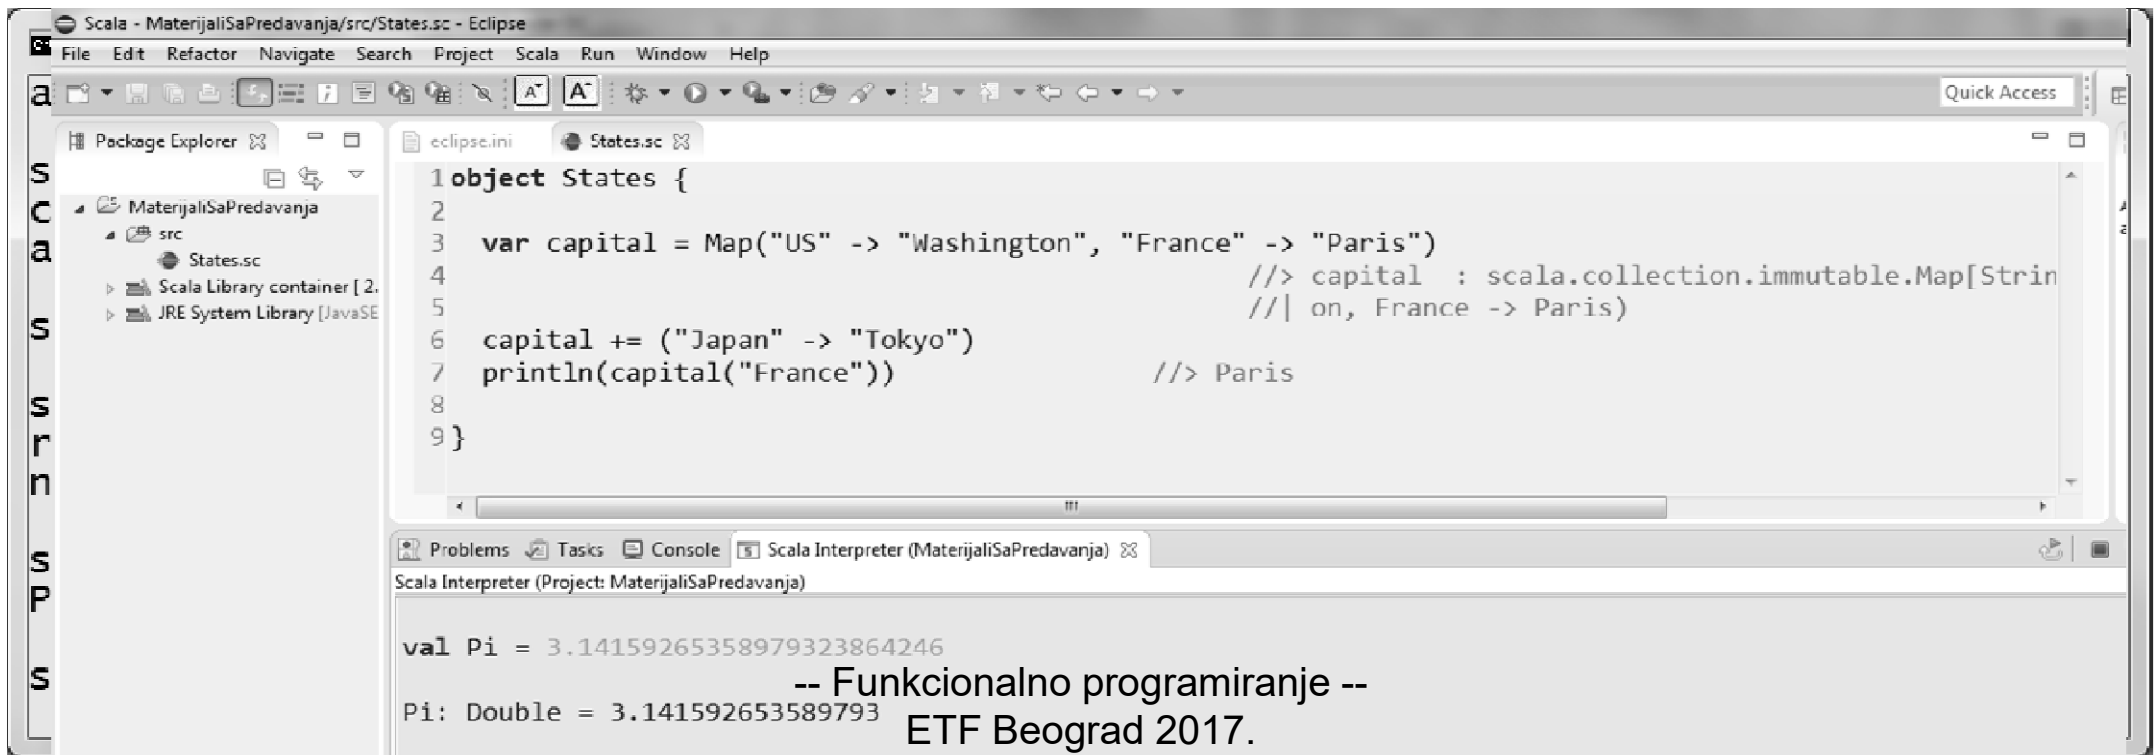 Scala - MaterijaliSaPredavanja/src/States.sc - Eclipse
File Edit Refactor Navigate Search Project Scala Run Window Help
Quick Access
Package Explorer
eclipse.ini
States.sc
MaterijaliSaPredavanja
src
States.sc
Scala Library container [ 2.
JRE System Library [JavaSE
1 object States {
2
3 var capital = Map("US" -> "Washington", "France" -> "Paris")
4 //> capital : scala.collection.immutable.Map[Strin
5 //| on, France -> Paris)
6 capital += ("Japan" -> "Tokyo")
7 println(capital("France")) //> Paris
8
9 }
Problems Tasks Console Scala Interpreter (MaterijaliSaPredavanja)
Scala Interpreter (Project: MaterijaliSaPredavanja)
val Pi = 3.14159265358979323864246
Pi: Double = 3.141592653589793
-- Funkcionalno programiranje --
ETF Beograd 2017.
a
s
c
a
s
s
r
n
s
P
s